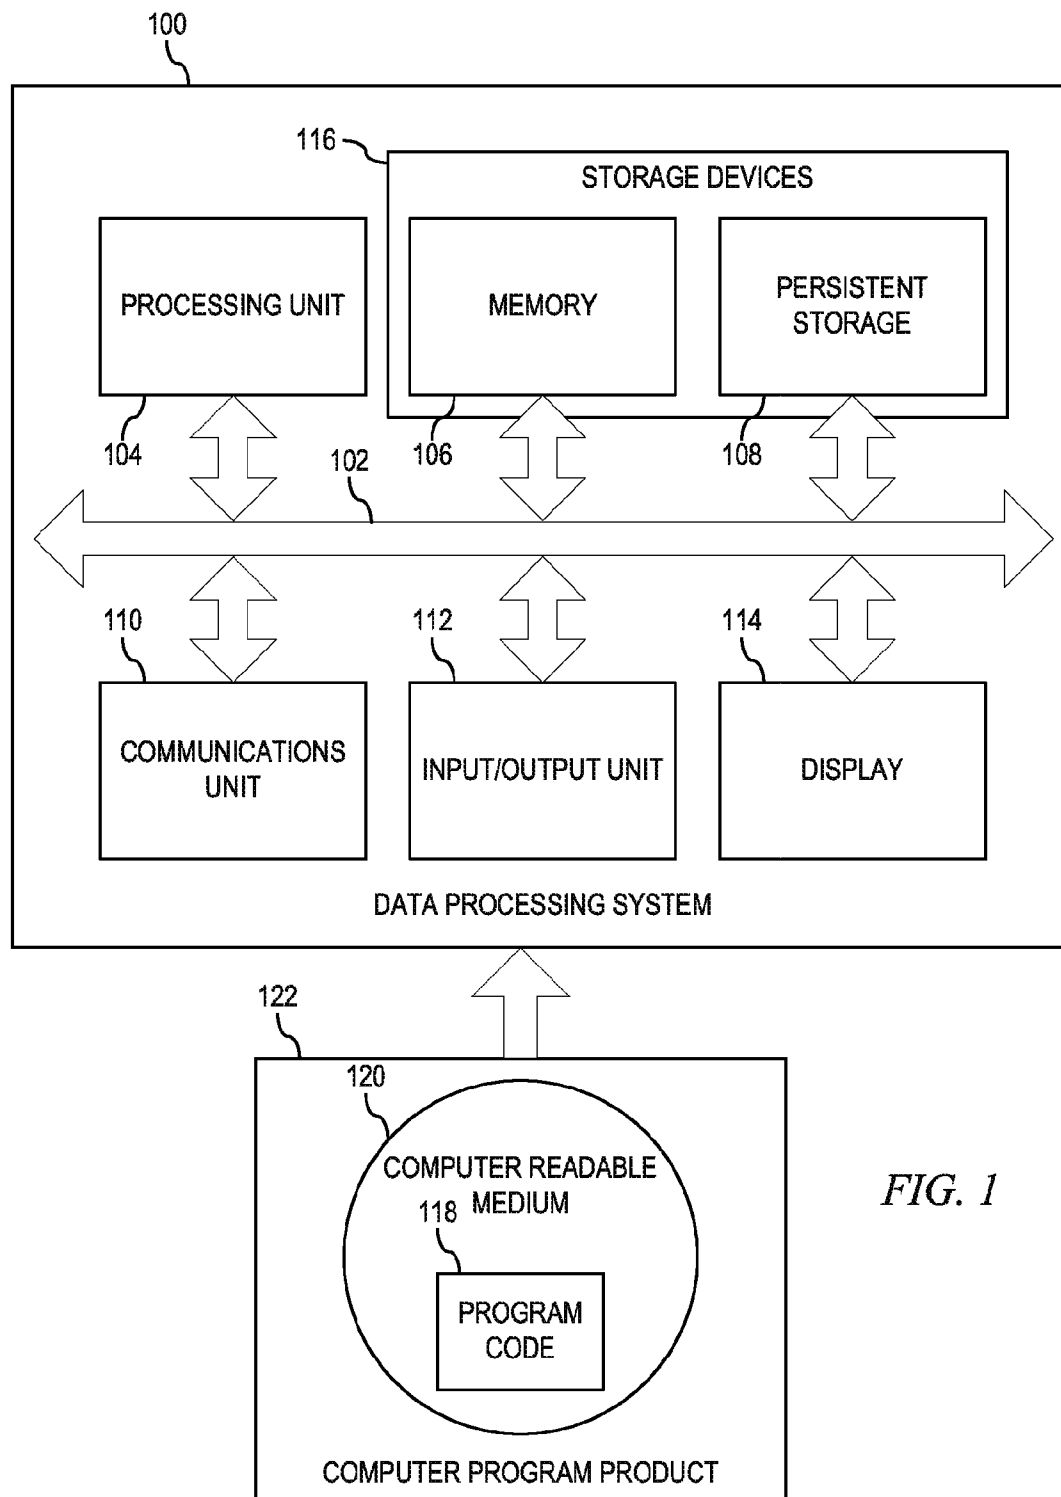 100
116
STORAGE DEVICES
PROCESSING UNIT
MEMORY
PERSISTENT
STORAGE
104
106
108
102
110
112
114
COMMUNICATIONS
UNIT
INPUT/OUTPUT UNIT
DISPLAY
DATA PROCESSING SYSTEM
122
120
COMPUTER READABLE
MEDIUM
118
PROGRAM
CODE
COMPUTER PROGRAM PRODUCT
FIG. 1